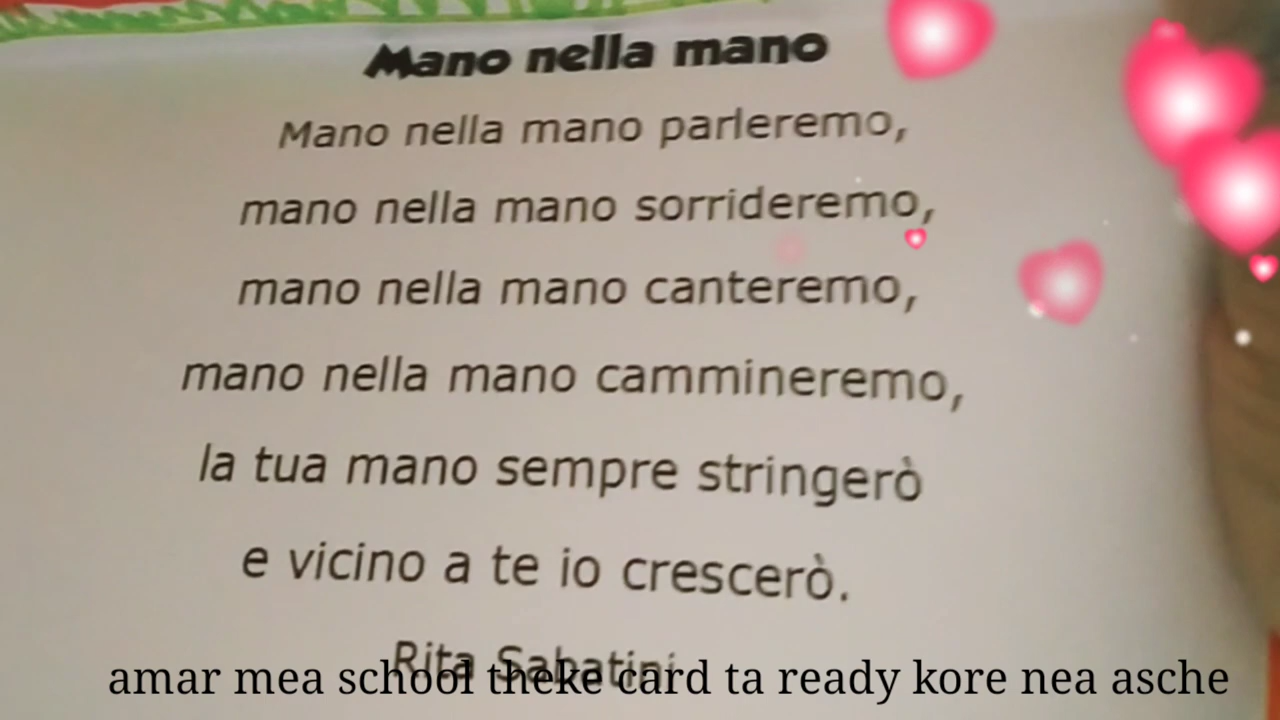 Mano nella mano
Mano nella mano parleremo,
mano nella mano sorrideremo,
mano nella mano canteremo,
mano nella mano cammineremo,
la tua mano sempre stringerò
e vicino a te io crescerò.
Rita Sabatini
amar mea school theke card ta ready kore nea asche